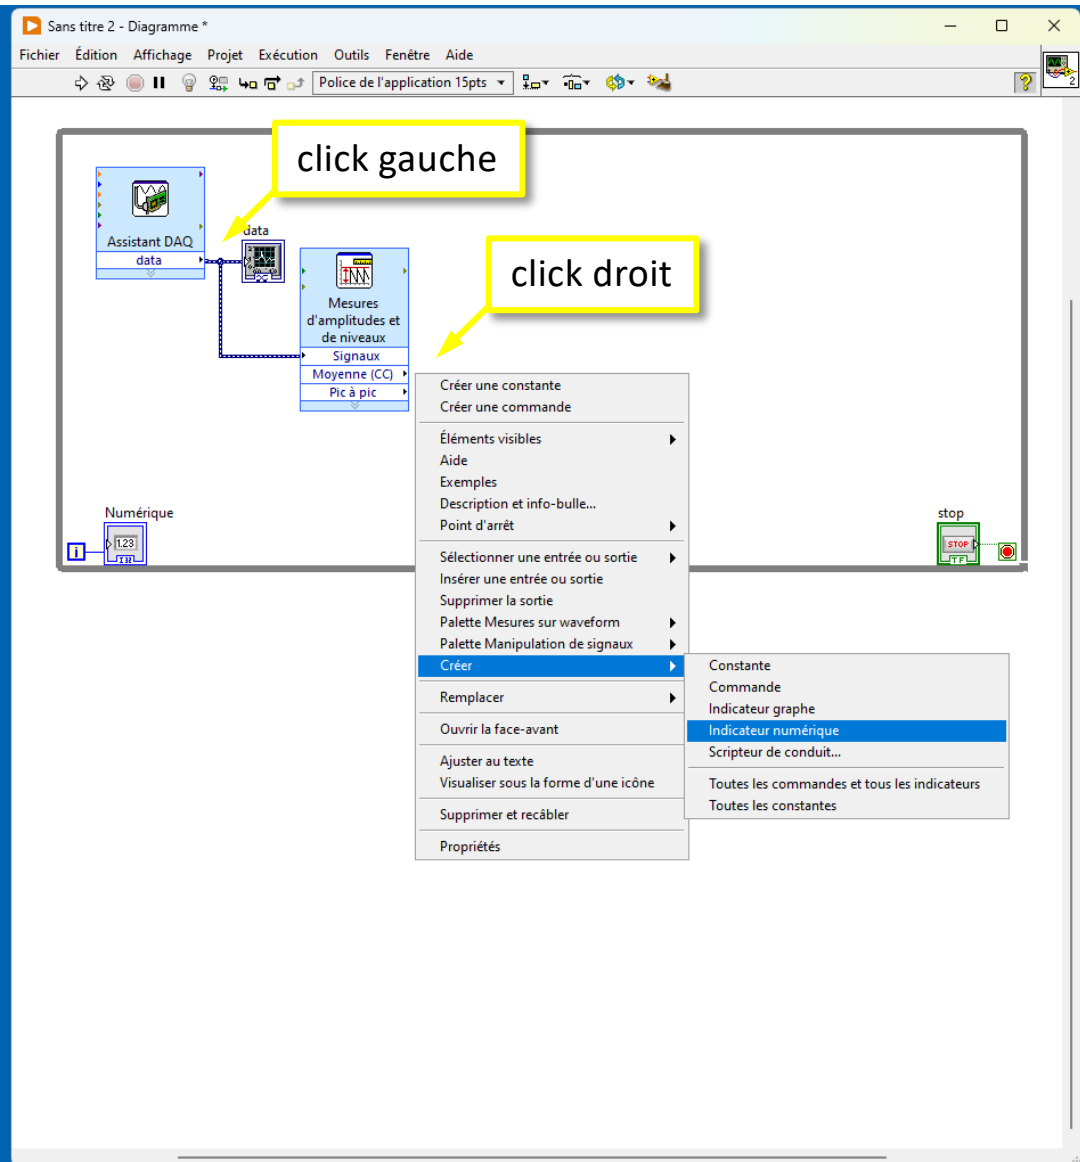 Sans titre 2 - Diagramme *
Fichier Édition Affichage Projet Exécution Outils Fenêtre Aide
Police de l'application 15pts
2
click gauche
Assistant DAQ
data
data
click droit
Mesures
d'amplitudes et
de niveaux
Signaux
Moyenne (CC)
Pic à pic
Créer une constante
Créer une commande
Éléments visibles
Aide
Exemples
Description et info-bulle...
Point d'arrêt
Sélectionner une entrée ou sortie
Insérer une entrée ou sortie
Supprimer la sortie
Palette Mesures sur waveform
Palette Manipulation de signaux
Créer
Remplacer
Ouvrir la face-avant
Ajuster au texte
Visualiser sous la forme d'une icône
Supprimer et recâbler
Propriétés
Constante
Commande
Indicateur graphe
Indicateur numérique
Scripteur de conduit...
Toutes les commandes et tous les indicateurs
Toutes les constantes
Numérique
i
1.23
I32
stop
STOP
TF